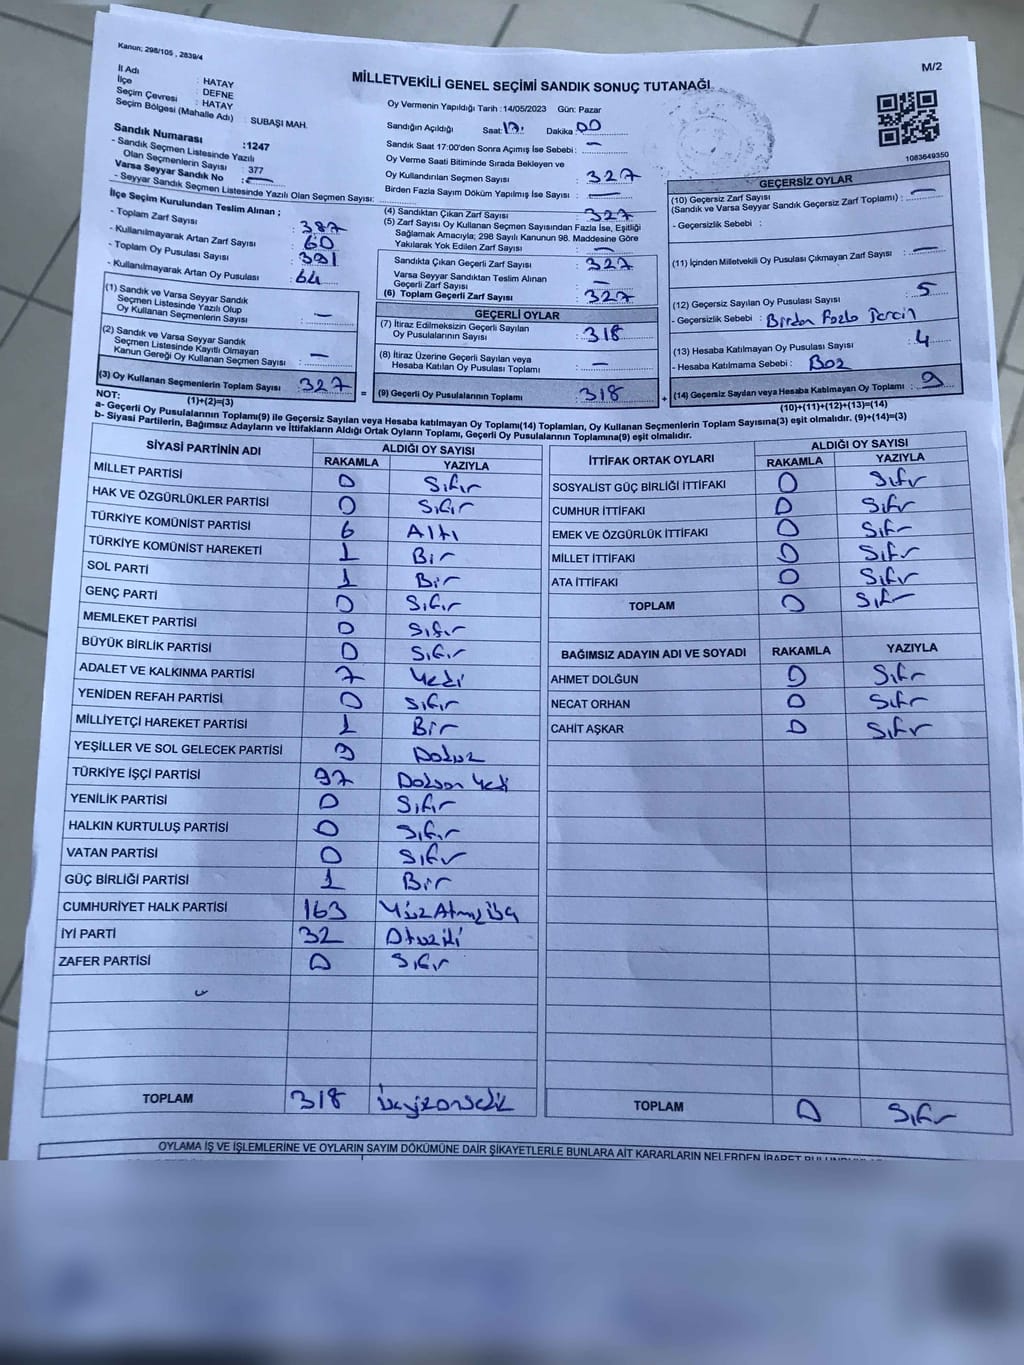 Kanun; 298/105 , 2839/4
M/2
MİLLETVEKİLİ GENEL SEÇİMİ SANDIK SONUÇ TUTANAĞI
İl Adı : HATAY
İlçe : DEFNE
Seçim Çevresi : HATAY
Seçim Bölgesi (Mahalle Adı) : SUBAŞI MAH.
Sandık Numarası :1247
- Sandık Seçmen Listesinde Yazılı
Olan Seçmenlerin Sayısı : 377
Varsa Seyyar Sandık No : —
- Seyyar Sandık Seçmen Listesinde Yazılı Olan Seçmen Sayısı:
İlçe Seçim Kurulundan Teslim Alınan ;
- Toplam Zarf Sayısı : 387
- Kullanılmayarak Artan Zarf Sayısı : 60
- Toplam Oy Pusulası Sayısı : 391
- Kullanılmayarak Artan Oy Pusulası : 64
(1) Sandık ve Varsa Seyyar Sandık
Seçmen Listesinde Yazılı Olup
Oy Kullanan Seçmenlerin Sayısı : —
(2) Sandık ve Varsa Seyyar Sandık
Seçmen Listesinde Kayıtlı Olmayan
Kanun Gereği Oy Kullanan Seçmen Sayısı : —
(3) Oy Kullanan Seçmenlerin Toplam Sayısı : 327
(1)+(2)=(3)
Oy Vermenin Yapıldığı Tarih : 14/05/2023 Gün: Pazar
Sandığın Açıldığı Saat: 17: Dakika: 00
Sandık Saat 17:00'den Sonra Açımış İse Sebebi : —
Oy Verme Saati Bitiminde Sırada Bekleyen ve
Oy Kullandırılan Seçmen Sayısı : 327
Birden Fazla Sayım Döküm Yapılmış İse Sayısı : —
(4) Sandıktan Çıkan Zarf Sayısı : 327
(5) Zarf Sayısı Oy Kullanan Seçmen Sayısından Fazla İse, Eşitliği
Sağlamak Amacıyla; 298 Sayılı Kanunun 98. Maddesine Göre
Yakılarak Yok Edilen Zarf Sayısı : —
Sandıkta Çıkan Geçerli Zarf Sayısı : 327
Varsa Seyyar Sandıktan Teslim Alınan
Geçerli Zarf Sayısı : —
(6) Toplam Geçerli Zarf Sayısı : 327
GEÇERLİ OYLAR
(7) İtiraz Edilmeksizin Geçerli Sayılan
Oy Pusulalarının Sayısı : 318
(8) İtiraz Üzerine Geçerli Sayılan veya
Hesaba Katılan Oy Pusulası Toplamı : —
= (9) Geçerli Oy Pusulalarının Toplamı : 318
1083649350
GEÇERSİZ OYLAR
(10) Geçersiz Zarf Sayısı
(Sandık ve Varsa Seyyar Sandık Geçersiz Zarf Toplamı) : —
- Geçersizlik Sebebi :
(11) İçinden Milletvekili Oy Pusulası Çıkmayan Zarf Sayısı : —
(12) Geçersiz Sayılan Oy Pusulası Sayısı : 5
- Geçersizlik Sebebi : Birden Fazla Tercih
(13) Hesaba Katılmayan Oy Pusulası Sayısı : 4
- Hesaba Katılmama Sebebi : Boş
+ (14) Geçersiz Sayılan veya Hesaba Katılmayan Oy Toplamı : 9
(10)+(11)+(12)+(13)=(14)
NOT:
a- Geçerli Oy Pusulalarının Toplamı(9) ile Geçersiz Sayılan veya Hesaba katılmayan Oy Toplamı(14) Toplamları, Oy Kullanan Seçmenlerin Toplam Sayısına(3) eşit olmalıdır. (9)+(14)=(3)
b- Siyasi Partilerin, Bağımsız Adayların ve İttifakların Aldığı Ortak Oyların Toplamı, Geçerli Oy Pusulalarının Toplamına(9) eşit olmalıdır.
SİYASİ PARTİNİN ADI ALDIĞI OY SAYISI
RAKAMLA YAZIYLA
MİLLET PARTİSİ 0 Sıfır
HAK VE ÖZGÜRLÜKLER PARTİSİ 0 Sıfır
TÜRKİYE KOMÜNİST PARTİSİ 6 Altı
TÜRKİYE KOMÜNİST HAREKETİ 1 Bir
SOL PARTİ 1 Bir
GENÇ PARTİ 0 Sıfır
MEMLEKET PARTİSİ 0 Sıfır
BÜYÜK BİRLİK PARTİSİ 0 Sıfır
ADALET VE KALKINMA PARTİSİ 7 Yedi
YENİDEN REFAH PARTİSİ 0 Sıfır
MİLLİYETÇİ HAREKET PARTİSİ 1 Bir
YEŞİLLER VE SOL GELECEK PARTİSİ 9 Dokuz
TÜRKİYE İŞÇİ PARTİSİ 97 Doksan Yedi
YENİLİK PARTİSİ 0 Sıfır
HALKIN KURTULUŞ PARTİSİ 0 Sıfır
VATAN PARTİSİ 0 Sıfır
GÜÇ BİRLİĞİ PARTİSİ 1 Bir
CUMHURİYET HALK PARTİSİ 163 Yüz Atmış üç
İYİ PARTİ 32 Otuz iki
ZAFER PARTİSİ 0 Sıfır
TOPLAM 318 üçyüzonsekiz
İTTİFAK ORTAK OYLARI ALDIĞI OY SAYISI
RAKAMLA YAZIYLA
SOSYALİST GÜÇ BİRLİĞİ İTTİFAKI 0 Sıfır
CUMHUR İTTİFAKI 0 Sıfır
EMEK VE ÖZGÜRLÜK İTTİFAKI 0 Sıfır
MİLLET İTTİFAKI 0 Sıfır
ATA İTTİFAKI 0 Sıfır
TOPLAM 0 Sıfır
BAĞIMSIZ ADAYIN ADI VE SOYADI RAKAMLA YAZIYLA
AHMET DOLĞUN 0 Sıfır
NECAT ORHAN 0 Sıfır
CAHİT AŞKAR 0 Sıfır
TOPLAM 0 Sıfır
OYLAMA İŞ VE İŞLEMLERİNE VE OYLARIN SAYIM DÖKÜMÜNE DAİR ŞİKAYETLERLE BUNLARA AİT KARARLARIN NELERDEN İBARET